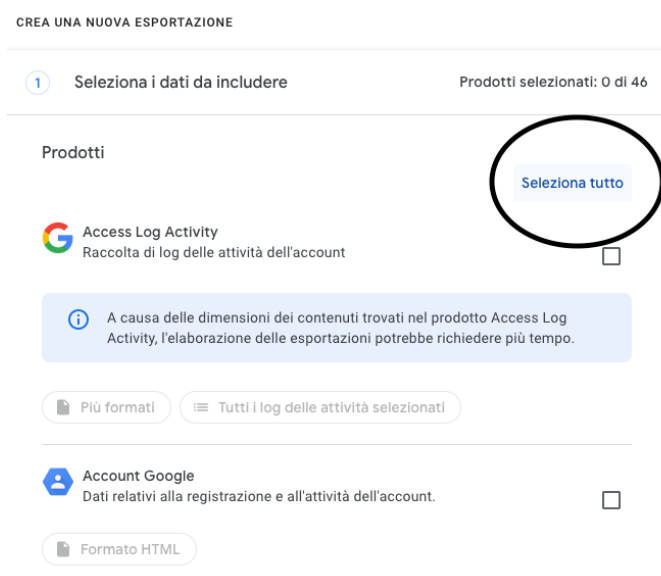 CREA UNA NUOVA ESPORTAZIONE
1 Seleziona i dati da includere Prodotti selezionati: 0 di 46
Prodotti
Seleziona tutto
Access Log Activity
Raccolta di log delle attività dell'account
A causa delle dimensioni dei contenuti trovati nel prodotto Access Log
Activity, l'elaborazione delle esportazioni potrebbe richiedere più tempo.
Più formati Tutti i log delle attività selezionati
Account Google
Dati relativi alla registrazione e all'attività dell'account.
Formato HTML